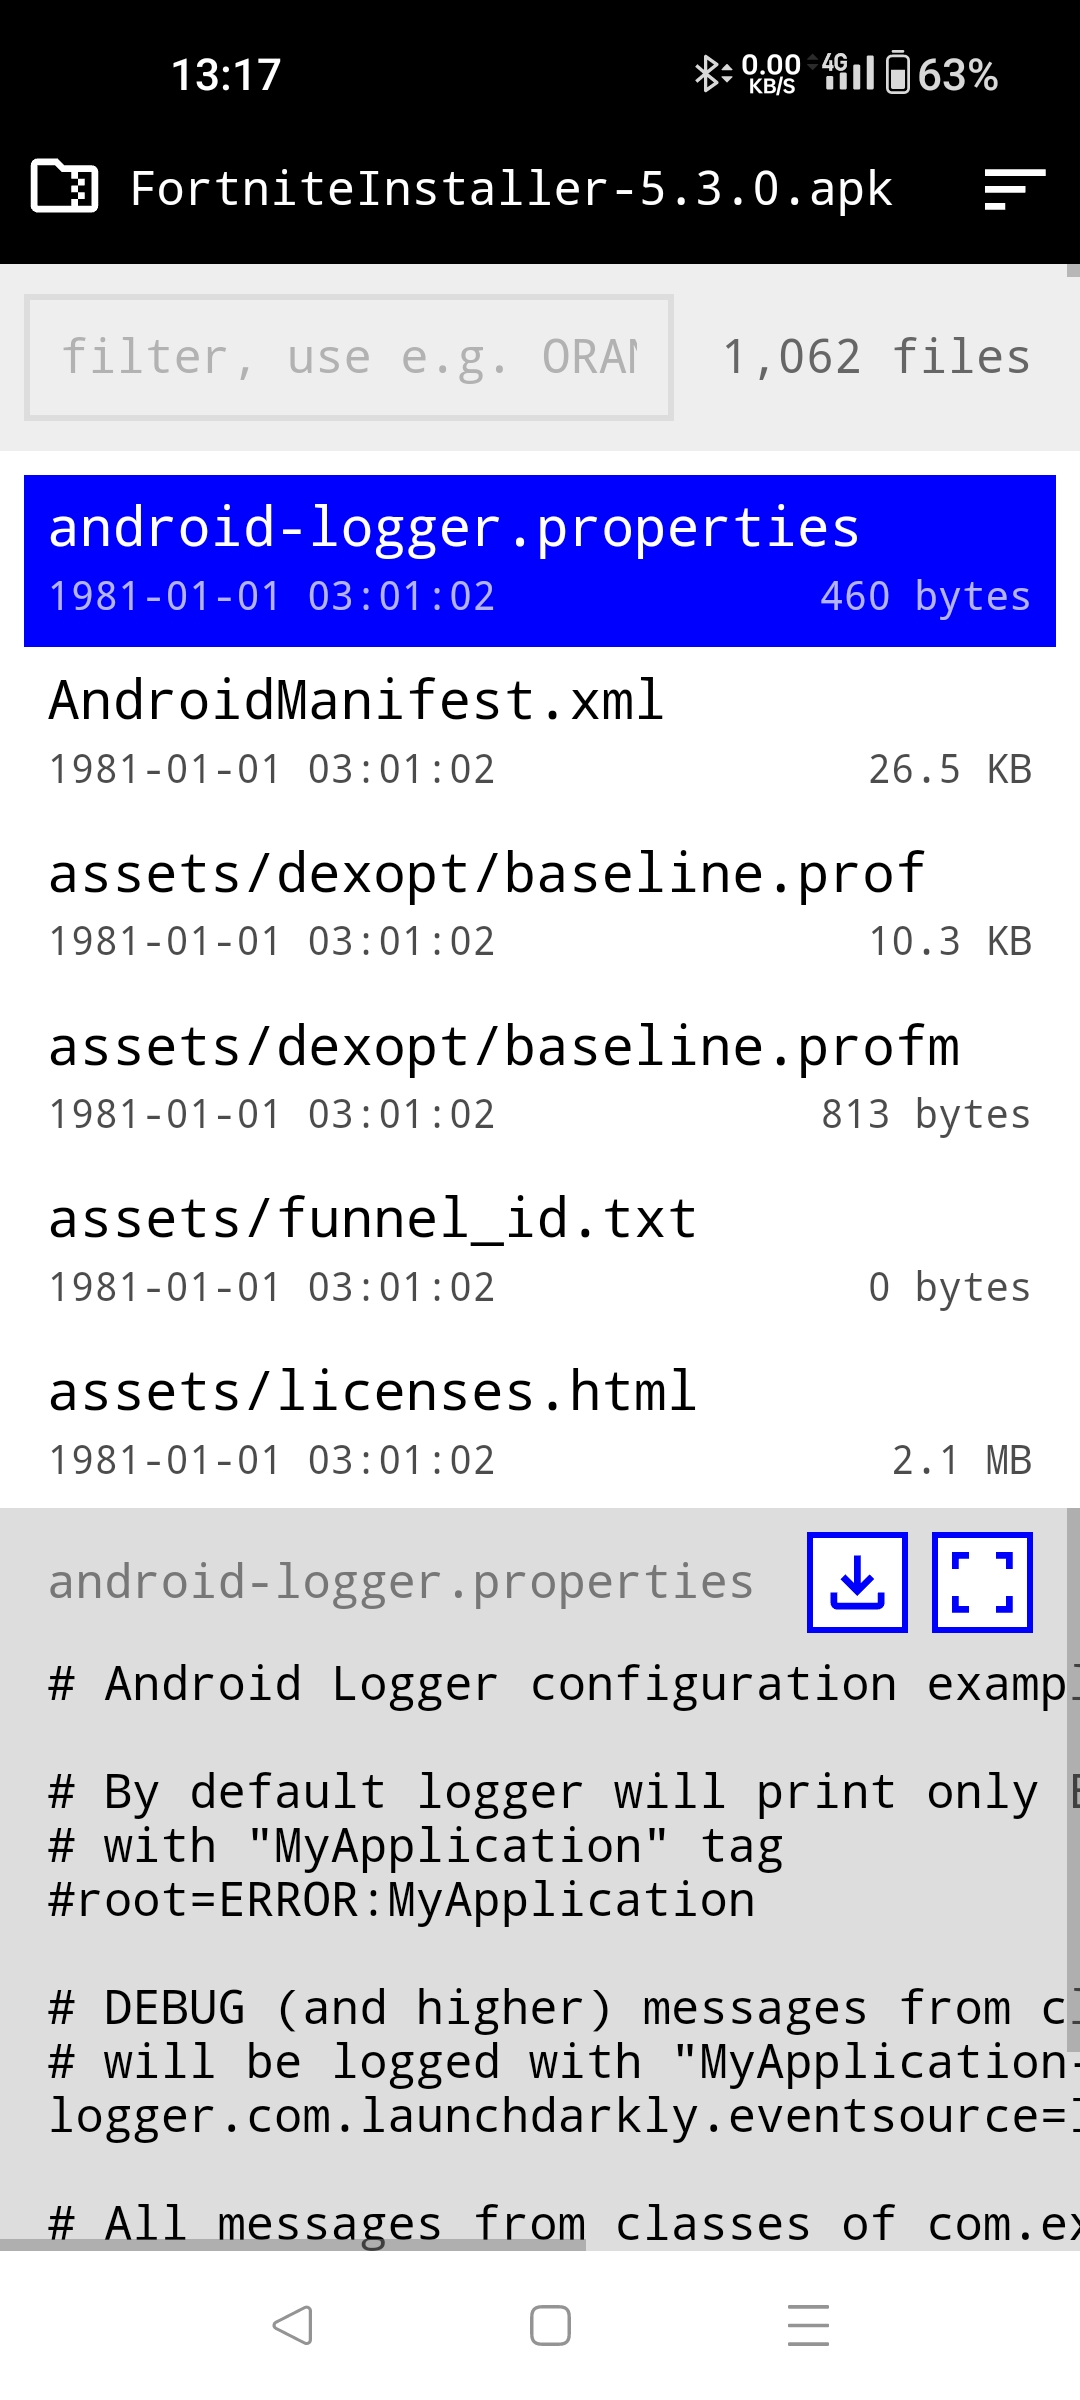 13:17
0.00 KB/S 4G 63%
FortniteInstaller-5.3.0.apk
filter, use e.g. ORAN
1,062 files
android-logger.properties
1981-01-01 03:01:02 460 bytes
AndroidManifest.xml
1981-01-01 03:01:02 26.5 KB
assets/dexopt/baseline.prof
1981-01-01 03:01:02 10.3 KB
assets/dexopt/baseline.profm
1981-01-01 03:01:02 813 bytes
assets/funnel_id.txt
1981-01-01 03:01:02 0 bytes
assets/licenses.html
1981-01-01 03:01:02 2.1 MB
android-logger.properties
# Android Logger configuration exampl
# By default logger will print only
# with "MyApplication" tag
#root=ERROR:MyApplication
# DEBUG (and higher) messages from cl
# will be logged with "MyApplication-
logger.com.launchdarkly.eventsource=
# All messages from classes of com.ex